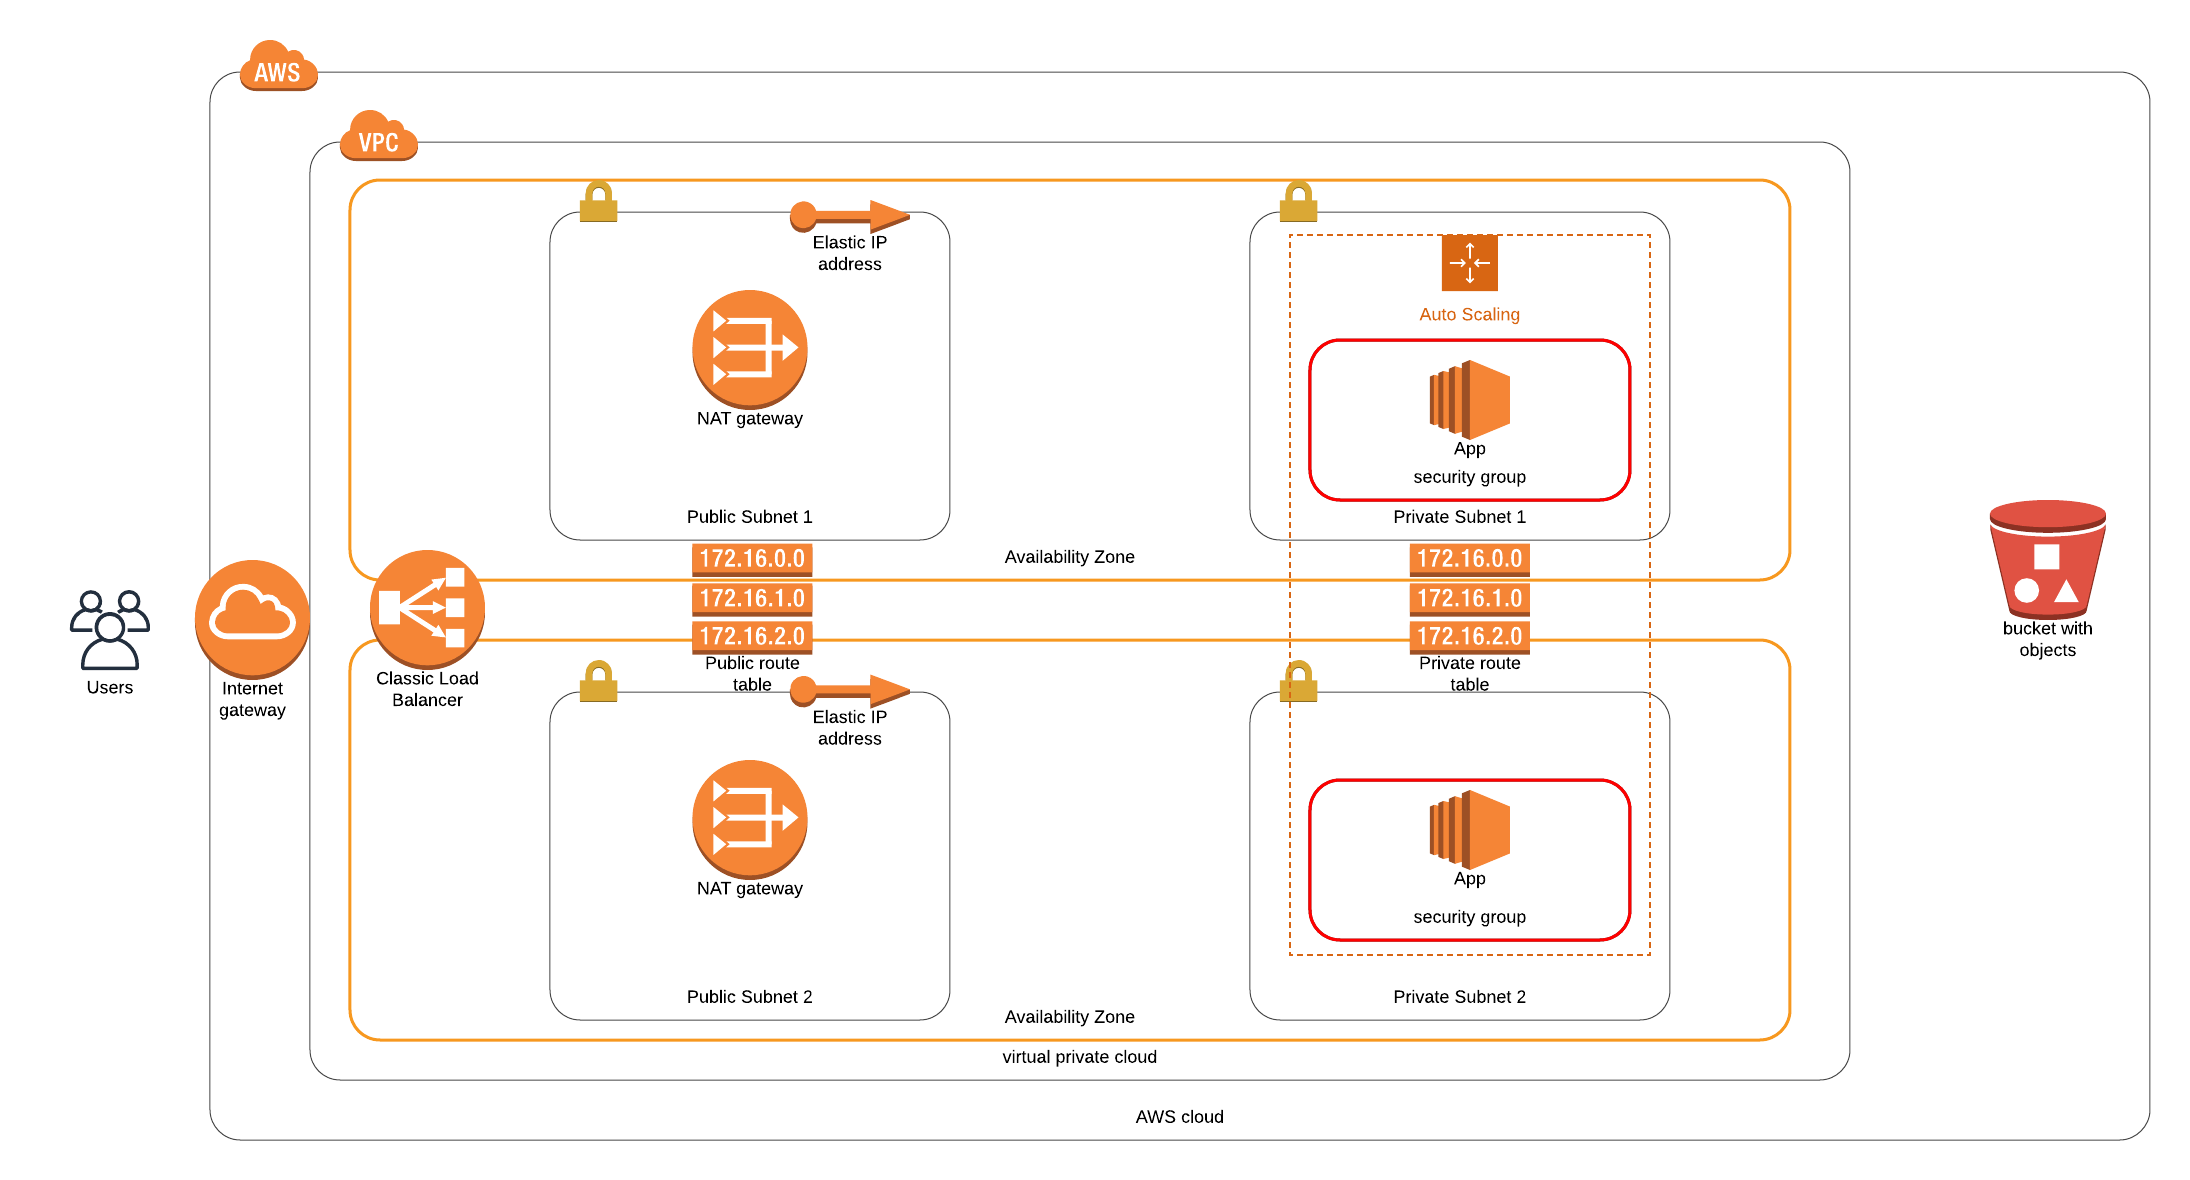 AWS
VPC
Elastic IP
address
NAT gateway
Public Subnet 1
Auto Scaling
App
security group
Private Subnet 1
Availability Zone
172.16.0.0
172.16.1.0
172.16.2.0
Public route
table
172.16.0.0
172.16.1.0
172.16.2.0
Private route
table
Users
Internet
gateway
Classic Load
Balancer
bucket with
objects
Elastic IP
address
NAT gateway
Public Subnet 2
App
security group
Private Subnet 2
Availability Zone
virtual private cloud
AWS cloud